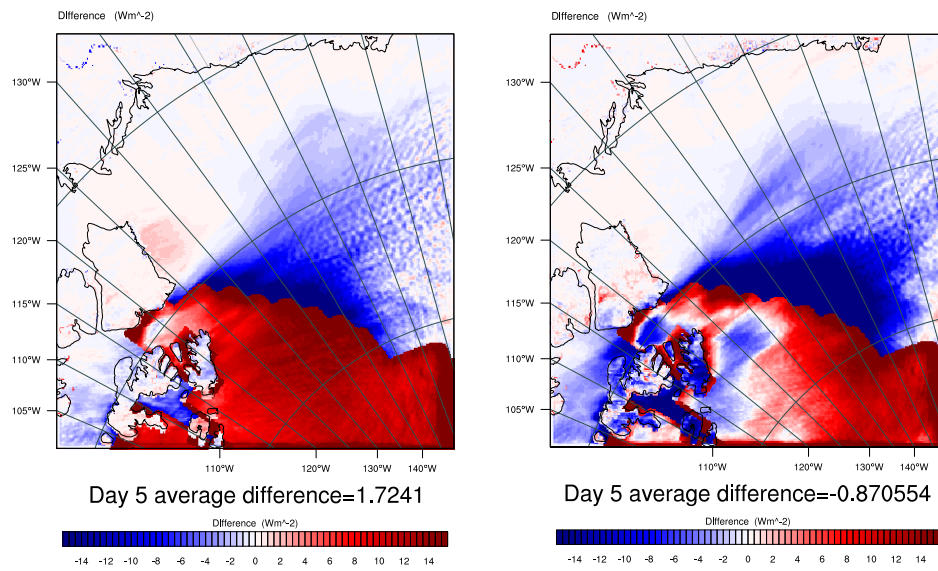 DIfference (Wm^-2)
DIfference (Wm^-2)
130°W
125°W
120°W
115°W
110°W
105°W
110°W 120°W 130°W 140°W
130°W
125°W
120°W
115°W
110°W
105°W
110°W 120°W 130°W 140°W
Day 5 average difference=1.7241
Day 5 average difference=-0.870554
DIfference (Wm^-2)
-14 -12 -10 -8 -6 -4 -2 0 2 4 6 8 10 12 14
DIfference (Wm^-2)
-14 -12 -10 -8 -6 -4 -2 0 2 4 6 8 10 12 14